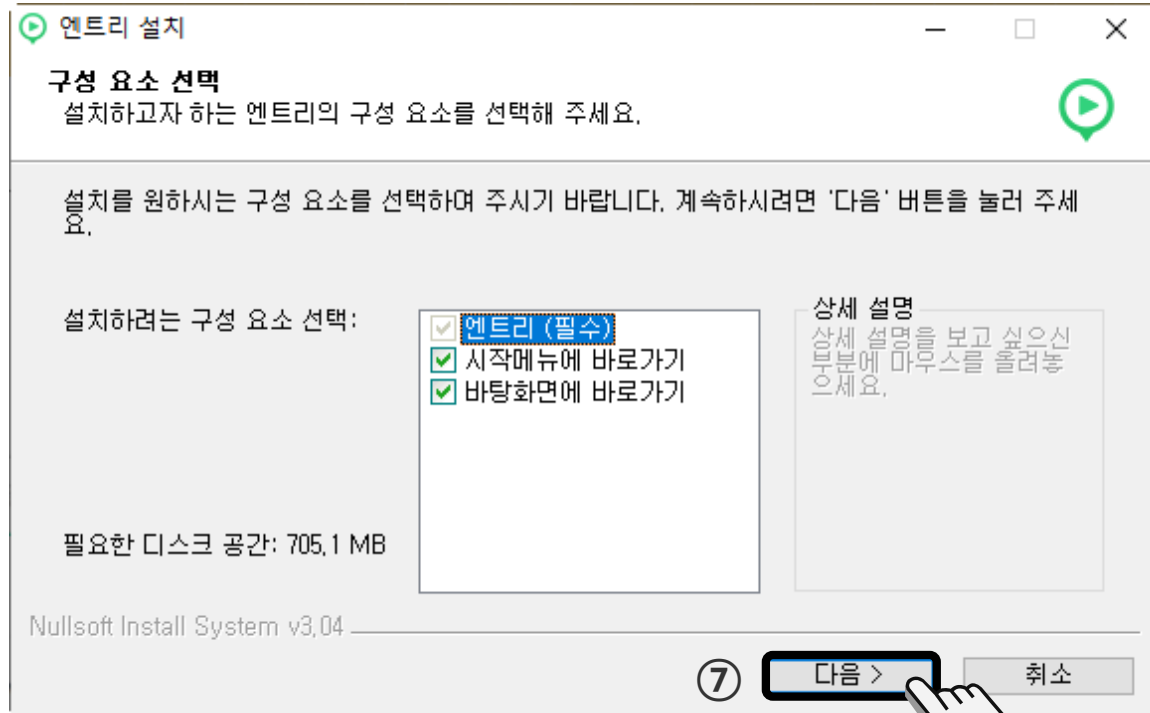 엔트리 설치
구성 요소 선택
설치하고자 하는 엔트리의 구성 요소를 선택해 주세요.
설치를 원하시는 구성 요소를 선택하여 주시기 바랍니다. 계속하시려면 '다음' 버튼을 눌러 주세
요.
설치하려는 구성 요소 선택:
엔트리 (필수)
시작메뉴에 바로가기
바탕화면에 바로가기
상세 설명
상세 설명을 보고 싶으신
부분에 마우스를 올려놓
으세요.
필요한 디스크 공간: 705.1 MB
Nullsoft Install System v3.04
⑦ 다음 > 취소